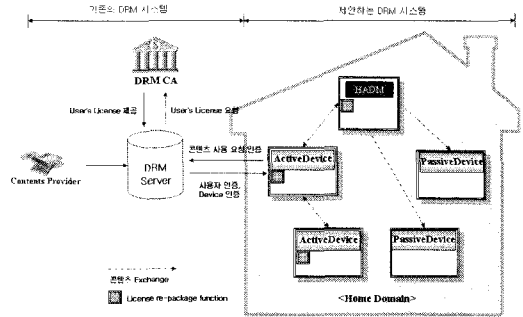 기존의 DRM 시스템
제안하는 DRM 시스템
DRM CA
User's License 제공
User's License 요청
HADM
콘텐츠 사용 요청/인증
ActiveDevice
PassiveDevice
Contents Provider
DRM
Server
사용자 인증,
Device 인증
ActiveDevice
PassiveDevice
콘텐츠 Exchange
License re-package function
<Home Domain>